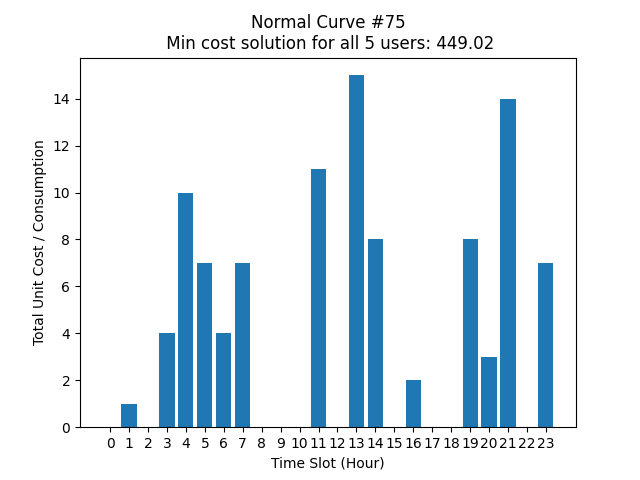 Normal Curve #75
Min cost solution for all 5 users: 449.02
Total Unit Cost / Consumption
14
12
10
8
6
4
2
0
0 1 2 3 4 5 6 7 8 9 10 11 12 13 14 15 16 17 18 19 20 21 22 23
Time Slot (Hour)